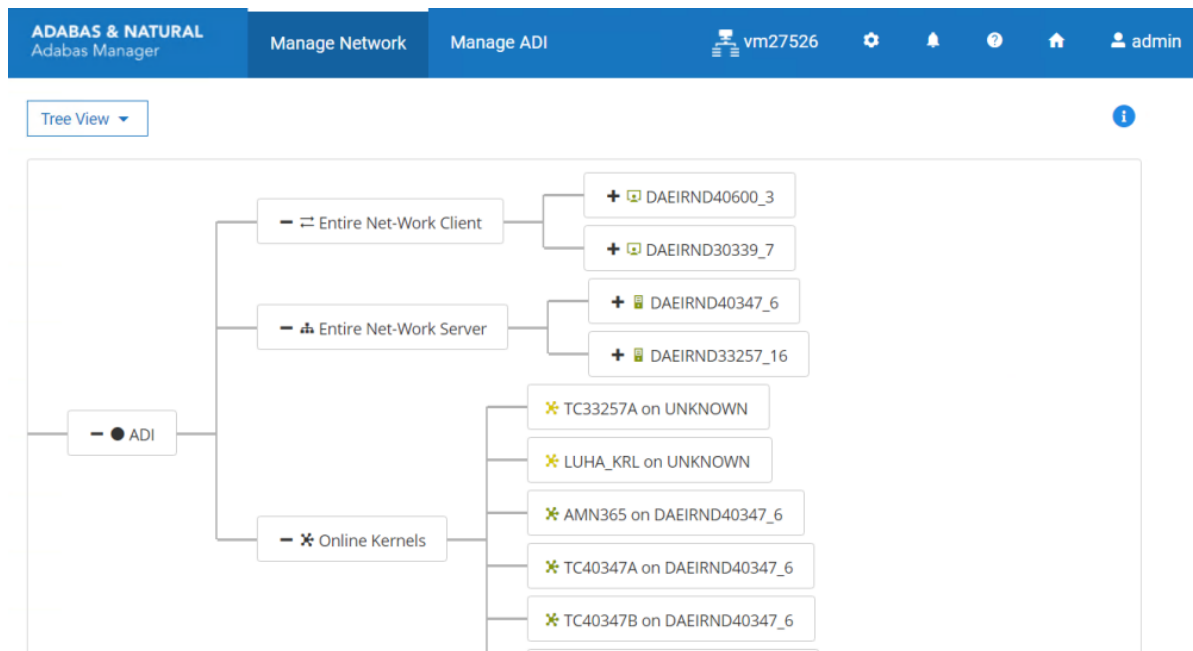 ADABAS & NATURAL
Adabas Manager
Manage Network
Manage ADI
vm27526
admin
Tree View
DAEIRND40600_3
Entire Net-Work Client
DAEIRND30339_7
DAEIRND40347_6
Entire Net-Work Server
DAEIRND33257_16
TC33257A on UNKNOWN
ADI
LUHA_KRL on UNKNOWN
AMN365 on DAEIRND40347_6
Online Kernels
TC40347A on DAEIRND40347_6
TC40347B on DAEIRND40347_6